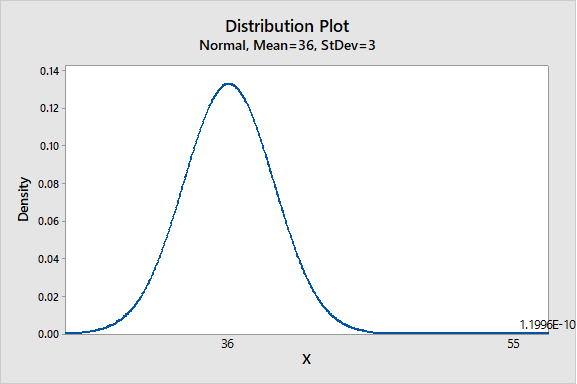 Distribution Plot
Normal, Mean=36, StDev=3
0.14
0.12
0.10
0.08
0.06
0.04
0.02
0.00
Density
1.1996E-10
36 55
X